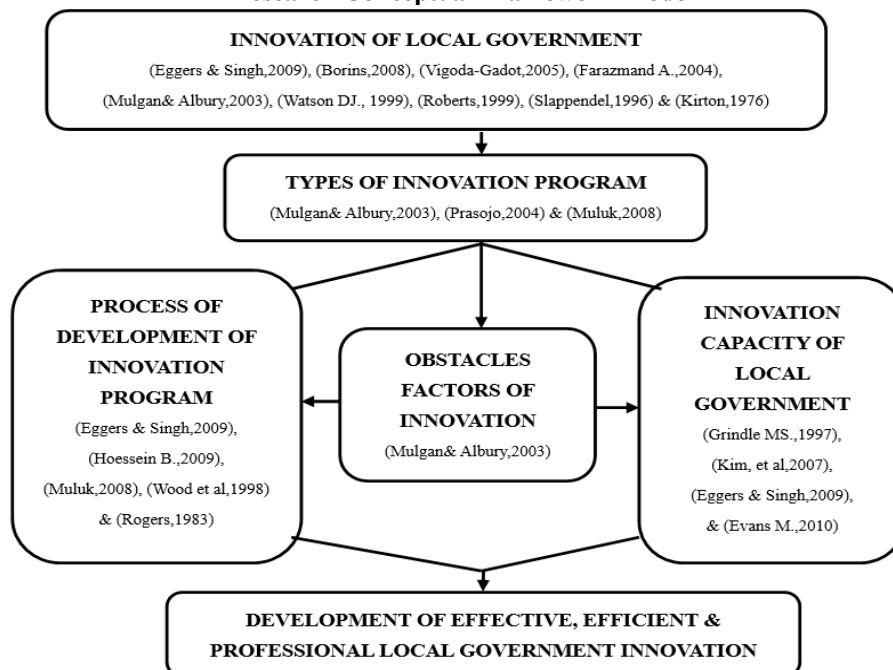 Research Conceptual Framework Model
INNOVATION OF LOCAL GOVERNMENT
(Eggers & Singh,2009), (Borins,2008), (Vigoda-Gadot,2005), (Farazmand A.,2004),
(Mulgan& Albury,2003), (Watson DJ., 1999), (Roberts,1999), (Slappendel,1996) & (Kirton,1976)
TYPES OF INNOVATION PROGRAM
(Mulgan& Albury,2003), (Prasojo,2004) & (Muluk,2008)
PROCESS OF
DEVELOPMENT OF
INNOVATION
PROGRAM
(Eggers & Singh,2009),
(Hoessein B.,2009),
(Muluk,2008), (Wood et al,1998)
& (Rogers,1983)
OBSTACLES
FACTORS OF
INNOVATION
(Mulgan& Albury,2003)
INNOVATION
CAPACITY OF
LOCAL
GOVERNMENT
(Grindle MS.,1997),
(Kim, et al,2007),
(Eggers & Singh,2009),
& (Evans M.,2010)
DEVELOPMENT OF EFFECTIVE, EFFICIENT &
PROFESSIONAL LOCAL GOVERNMENT INNOVATION